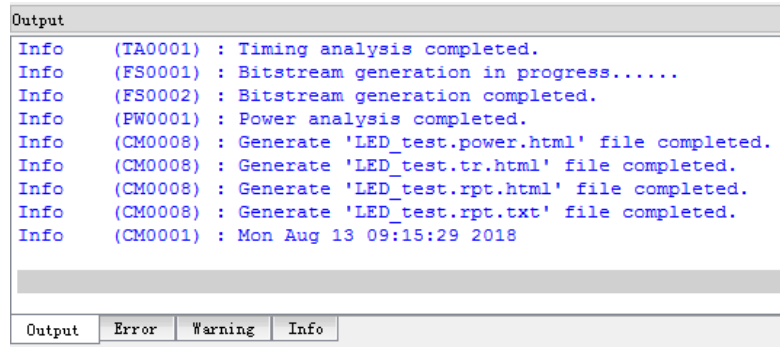 Output
Info (TA0001) : Timing analysis completed.
Info (FS0001) : Bitstream generation in progress......
Info (FS0002) : Bitstream generation completed.
Info (PW0001) : Power analysis completed.
Info (CM0008) : Generate 'LED_test.power.html' file completed.
Info (CM0008) : Generate 'LED_test.tr.html' file completed.
Info (CM0008) : Generate 'LED_test.rpt.html' file completed.
Info (CM0008) : Generate 'LED_test.rpt.txt' file completed.
Info (CM0001) : Mon Aug 13 09:15:29 2018
Output Error Warning Info